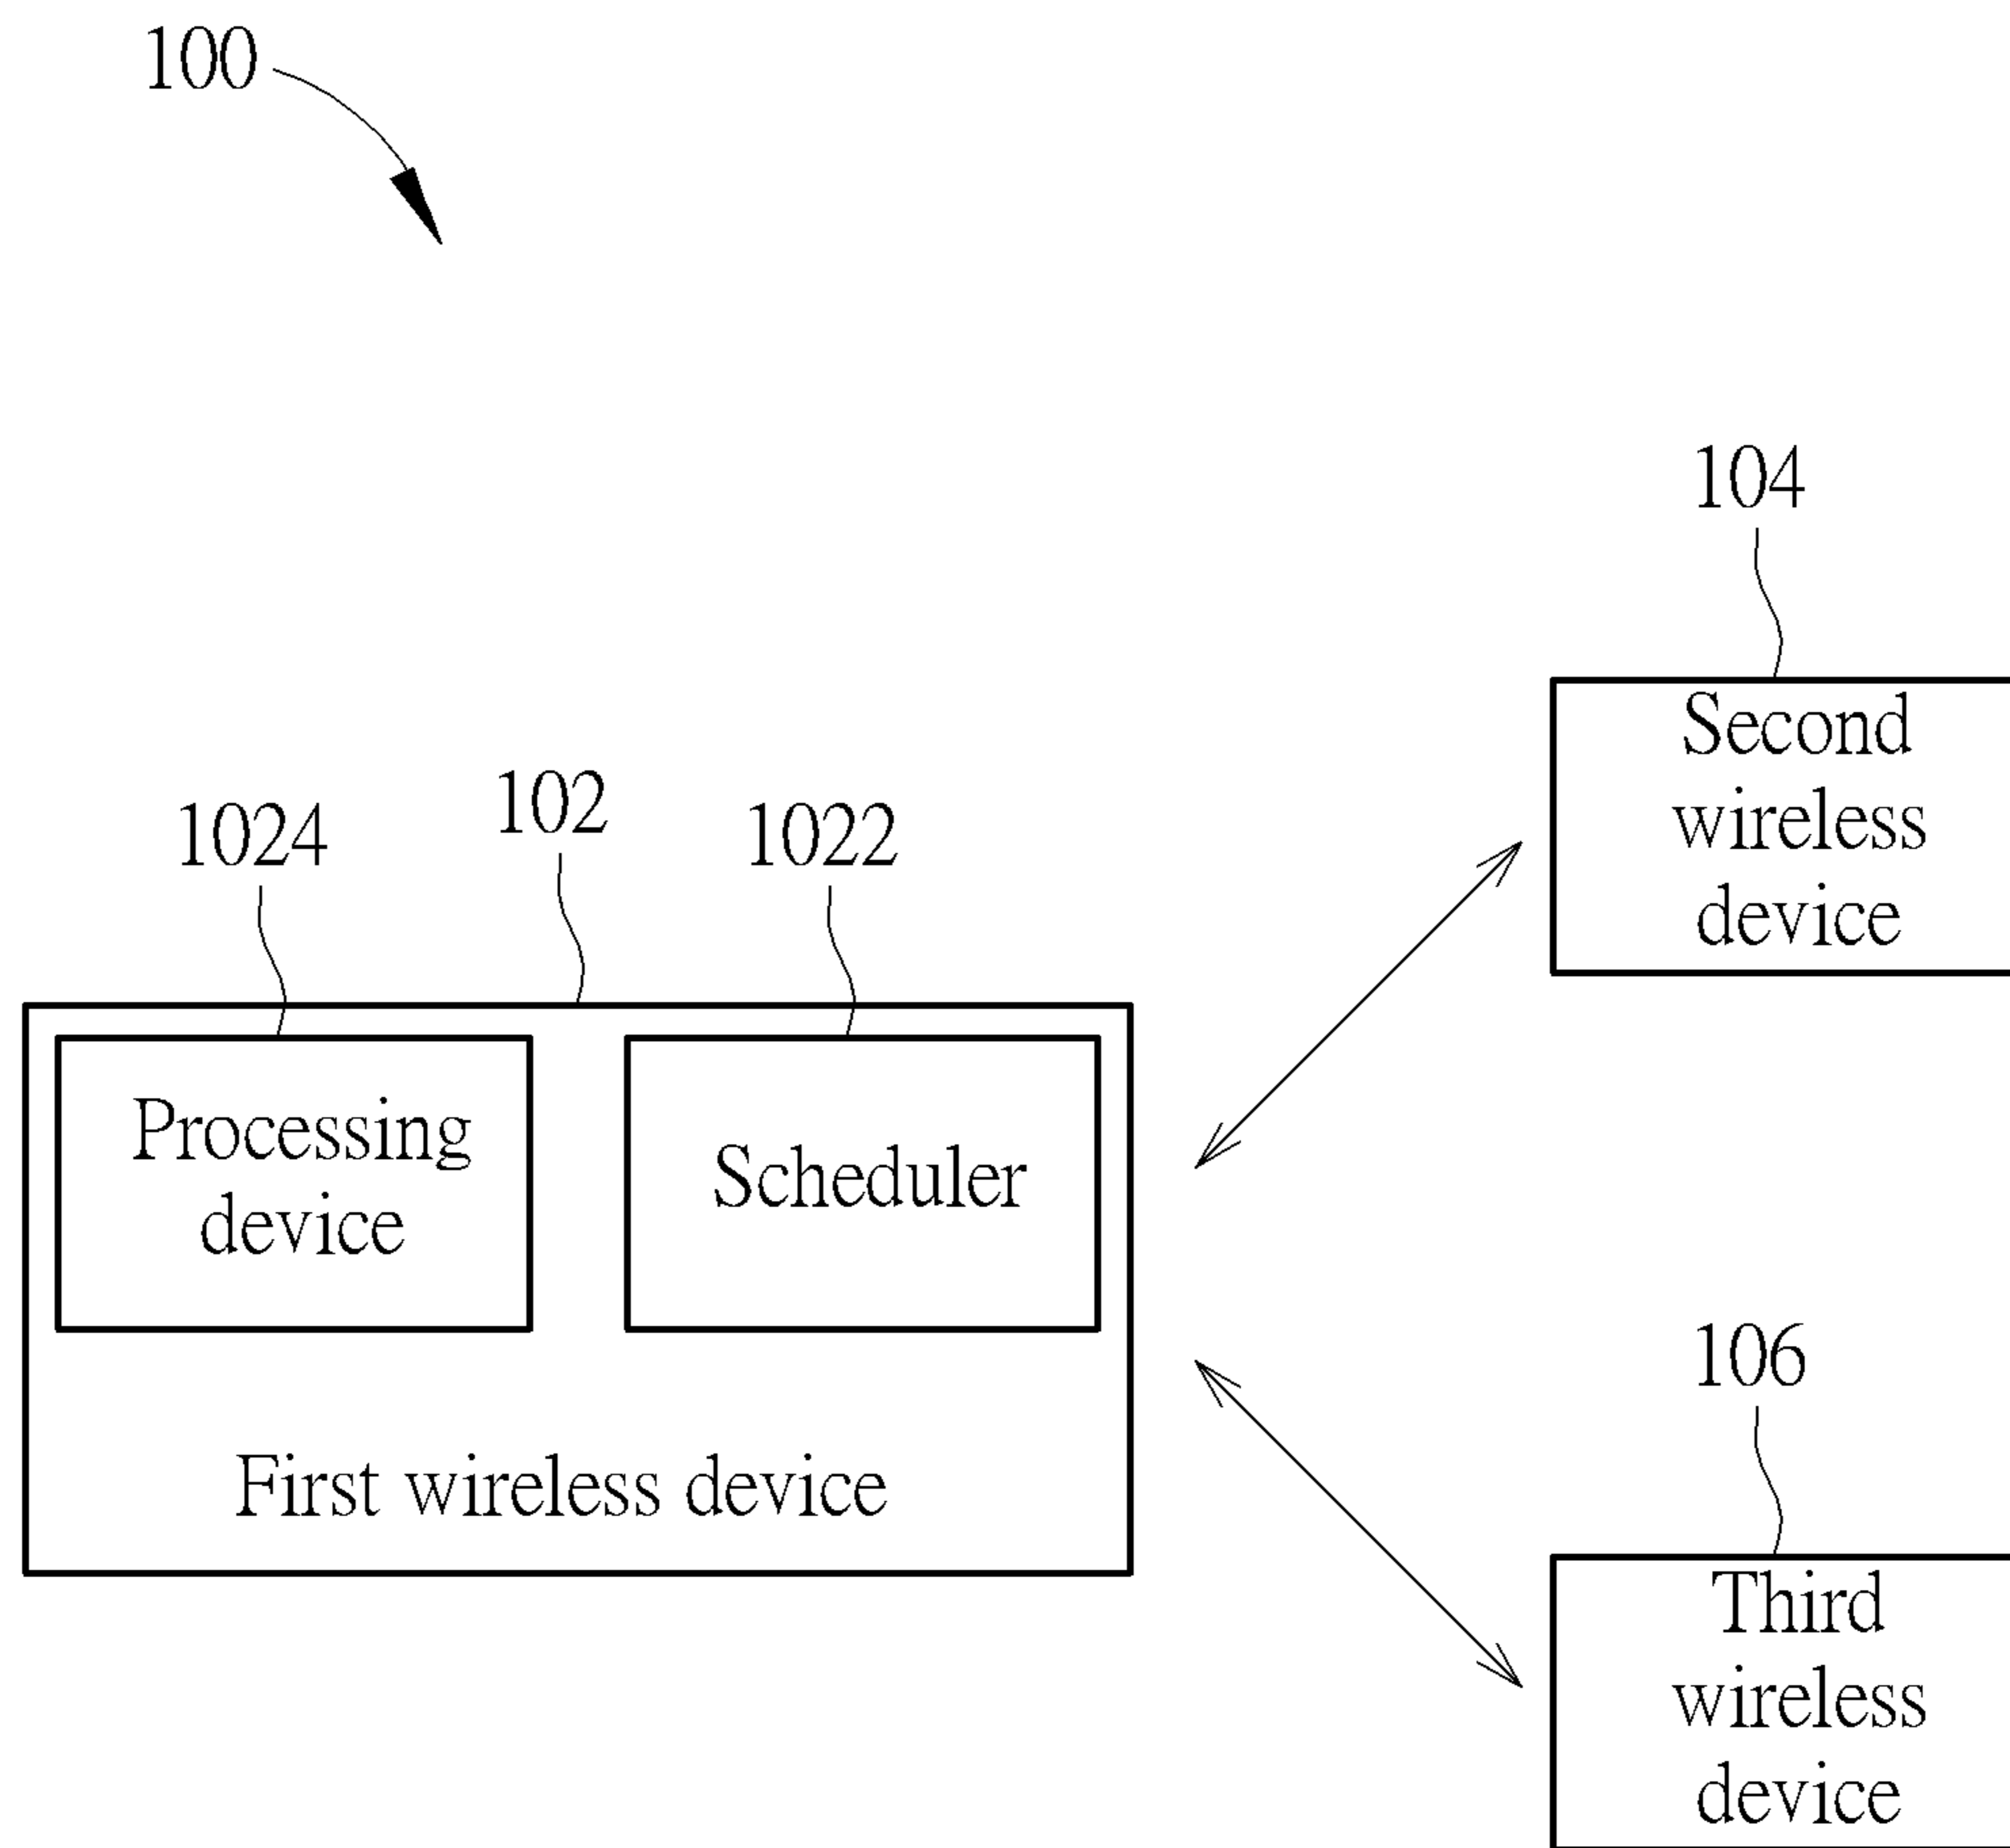 100
104
Second
wireless
device
102
1024
1022
Processing
device
Scheduler
First wireless device
106
Third
wireless
device